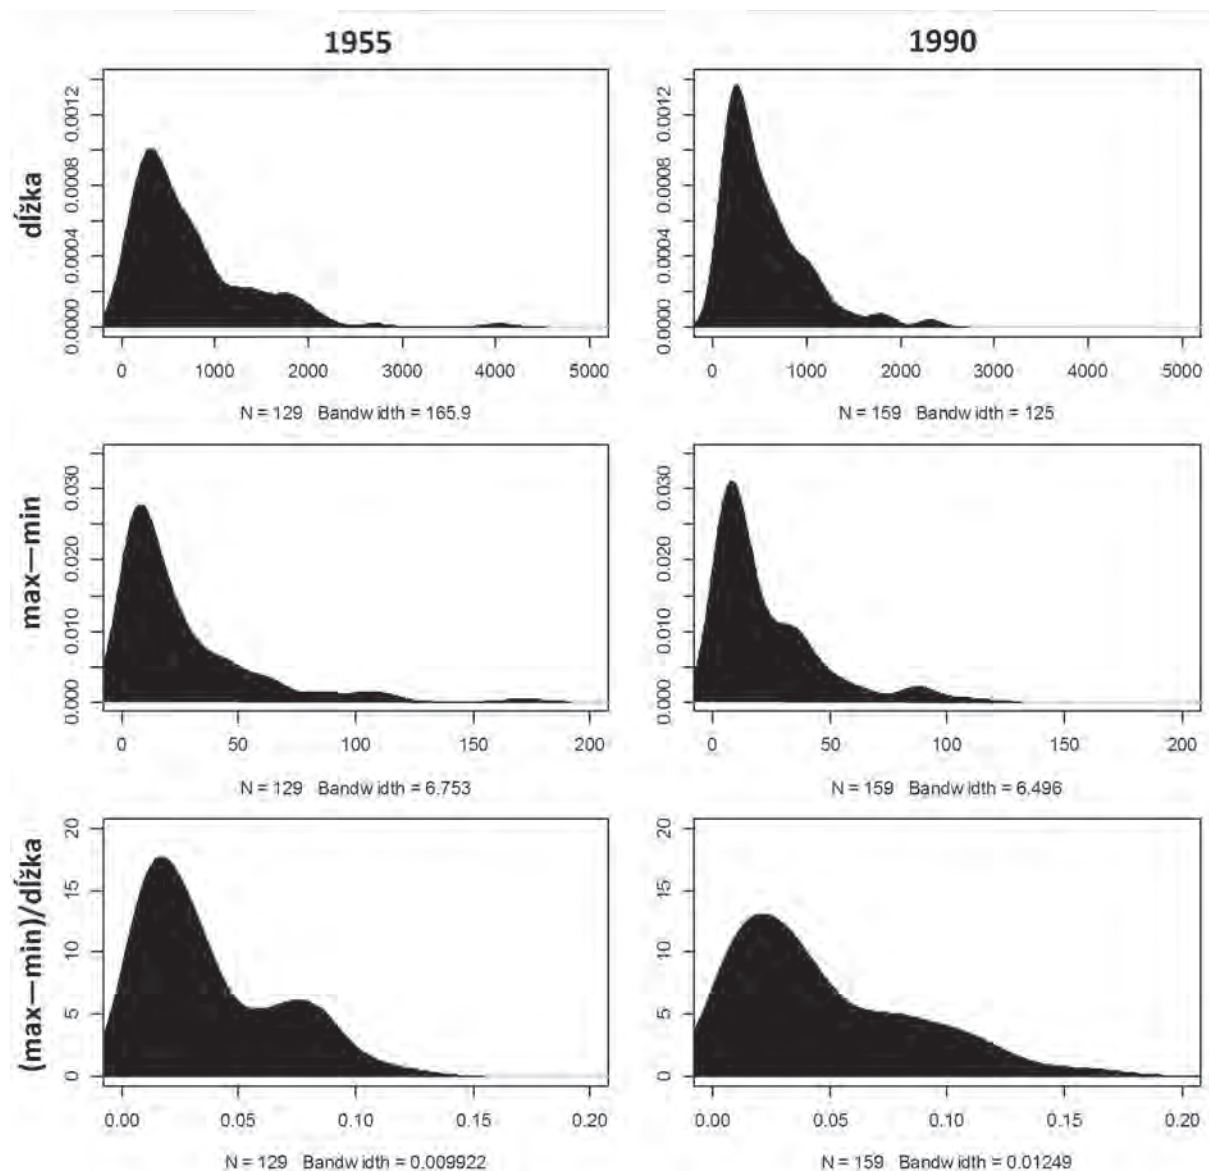 1955 1990
dĺžka
0.0000 0.0004 0.0008 0.0012
0 1000 2000 3000 4000 5000
N = 129 Bandwidth = 165.9
0.0000 0.0004 0.0008 0.0012
0 1000 2000 3000 4000 5000
N = 159 Bandwidth = 125
max—min
0.000 0.010 0.020 0.030
0 50 100 150 200
N = 129 Bandwidth = 6.753
0.000 0.010 0.020 0.030
0 50 100 150 200
N = 159 Bandwidth = 6.496
(max—min)/dĺžka
0 5 10 15 20
0.00 0.05 0.10 0.15 0.20
N = 129 Bandwidth = 0.009922
0 5 10 15 20
0.00 0.05 0.10 0.15 0.20
N = 159 Bandwidth = 0.01249